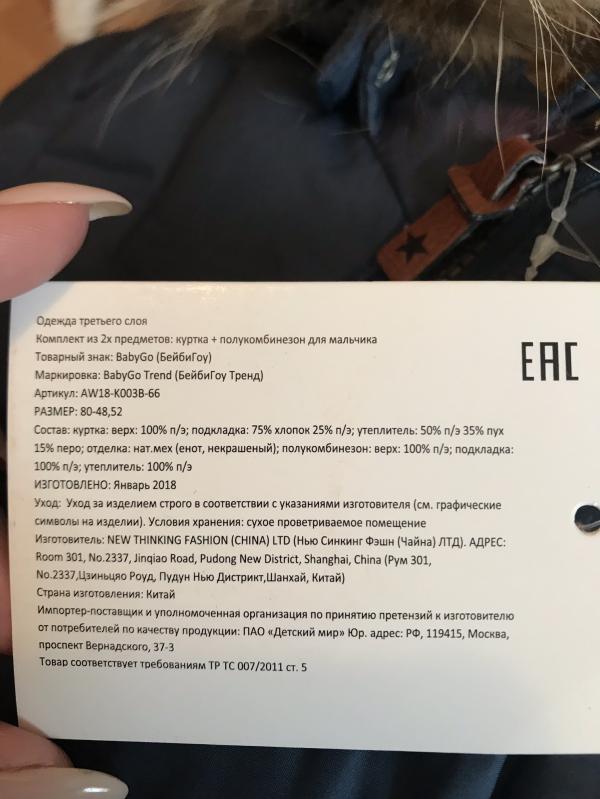 Одежда третьего слоя
Комплект из 2х предметов: куртка + полукомбинезон для мальчика
Товарный знак: BabyGo (БейбиГоу)
Маркировка: BabyGo Trend (БейбиГоу Тренд)
Артикул: AW18-K003B-66
РАЗМЕР: 80-48,52
Состав: куртка: верх: 100% п/э; подкладка: 75% хлопок 25% п/э; утеплитель: 50% п/э 35% пух
15% перо; отделка: нат.мех (енот, некрашеный); полукомбинезон: верх: 100% п/э; подкладка:
100% п/э; утеплитель: 100% п/э
ИЗГОТОВЛЕНО: Январь 2018
Уход: Уход за изделием строго в соответствии с указаниями изготовителя (см. графические
символы на изделии). Условия хранения: сухое проветриваемое помещение
Изготовитель: NEW THINKING FASHION (CHINA) LTD (Нью Синкинг Фэшн (Чайна) ЛТД). АДРЕС:
Room 301, No.2337, Jinqiao Road, Pudong New District, Shanghai, China (Рум 301,
No.2337,Цзиньцяо Роуд, Пудун Нью Дистрикт,Шанхай, Китай)
Страна изготовления: Китай
Импортер-поставщик и уполномоченная организация по принятию претензий к изготовителю
от потребителей по качеству продукции: ПАО «Детский мир» Юр. адрес: РФ, 119415, Москва,
проспект Вернадского, 37-3
Товар соответствует требованиям ТР ТС 007/2011 ст. 5
EAC